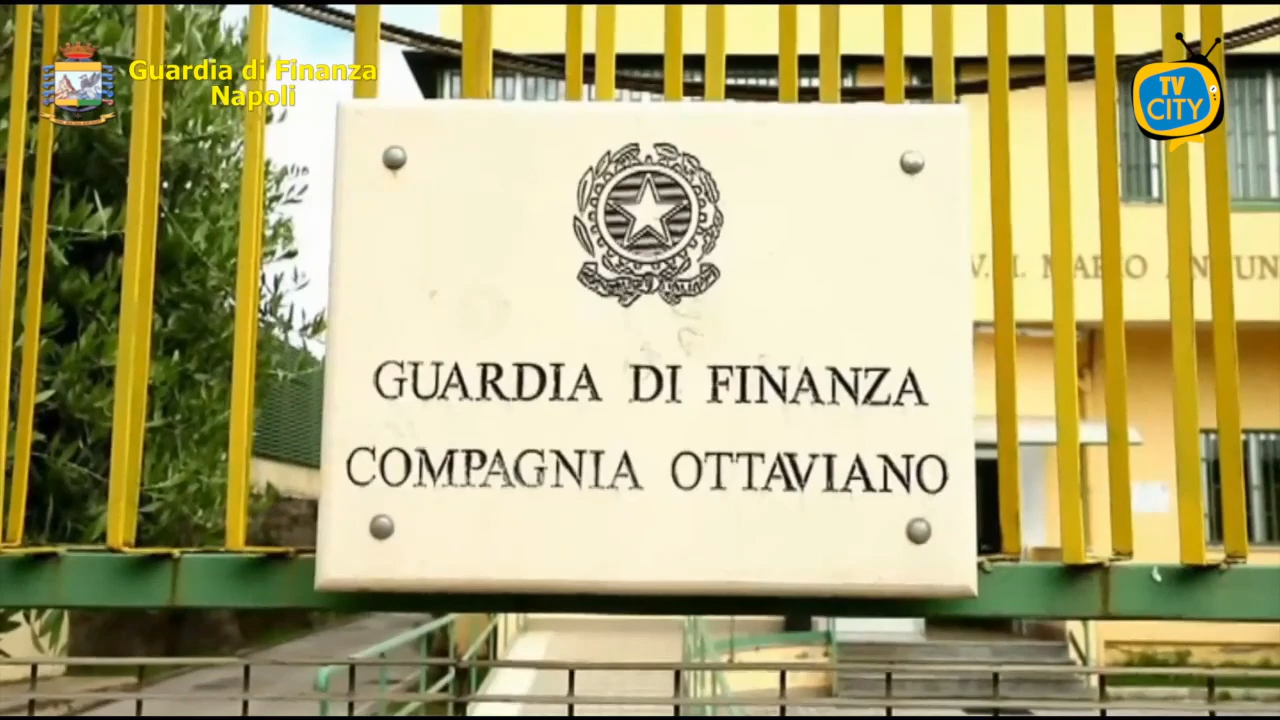 Guardia di Finanza
Napoli
TV
CITY
GUARDIA DI FINANZA
COMPAGNIA OTTAVIANO